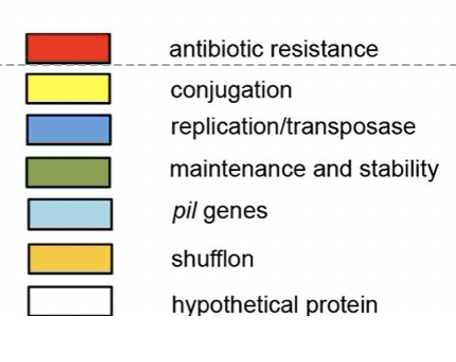 antibiotic resistance
conjugation
replication/transposase
maintenance and stability
pil genes
shufflon
hypothetical protein